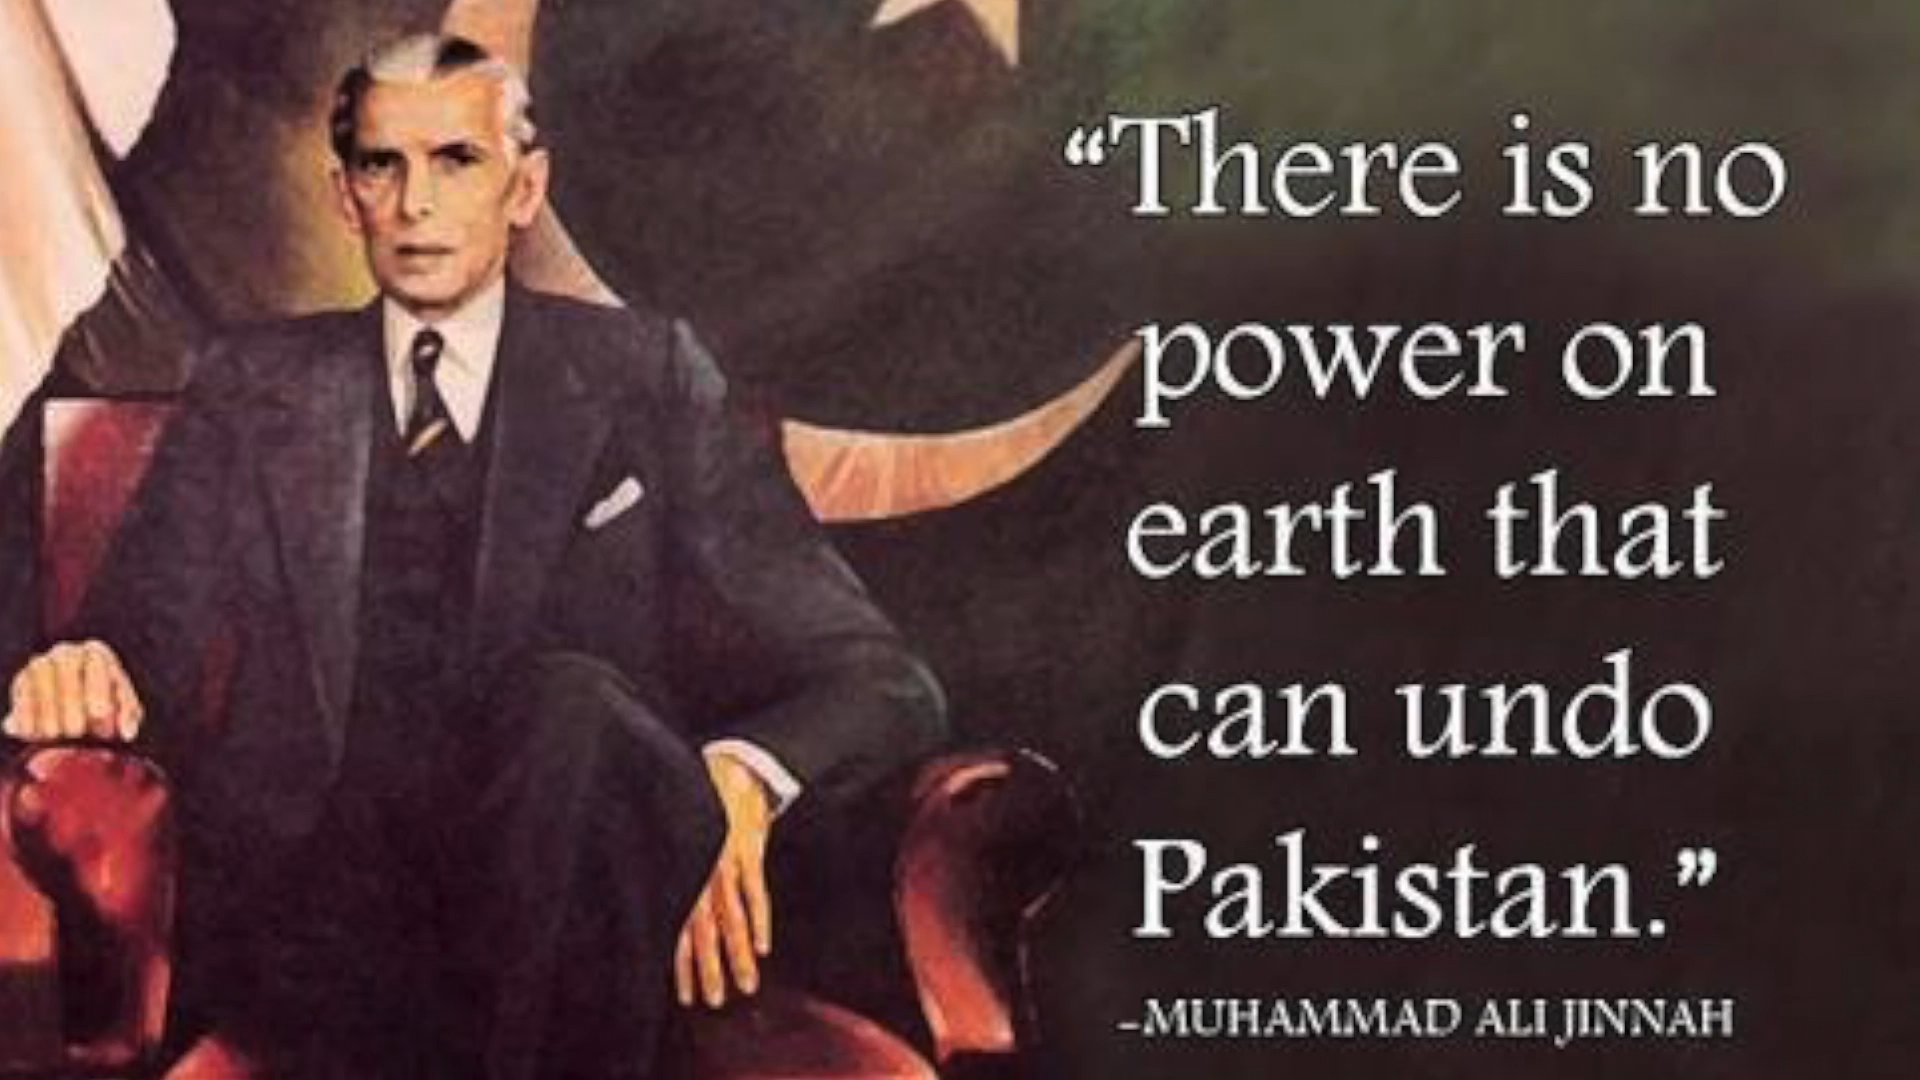 “There is no
power on
earth that
can undo
Pakistan.”
–MUHAMMAD ALI JINNAH